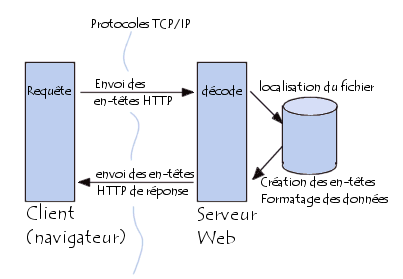 Protocoles TCP/IP
Requête
Envoi des
en-têtes HTTP
décode
localisation du fichier
envoi des en-têtes
HTTP de réponse
Création des en-têtes
Formatage des données
Client
(navigateur)
Serveur
Web